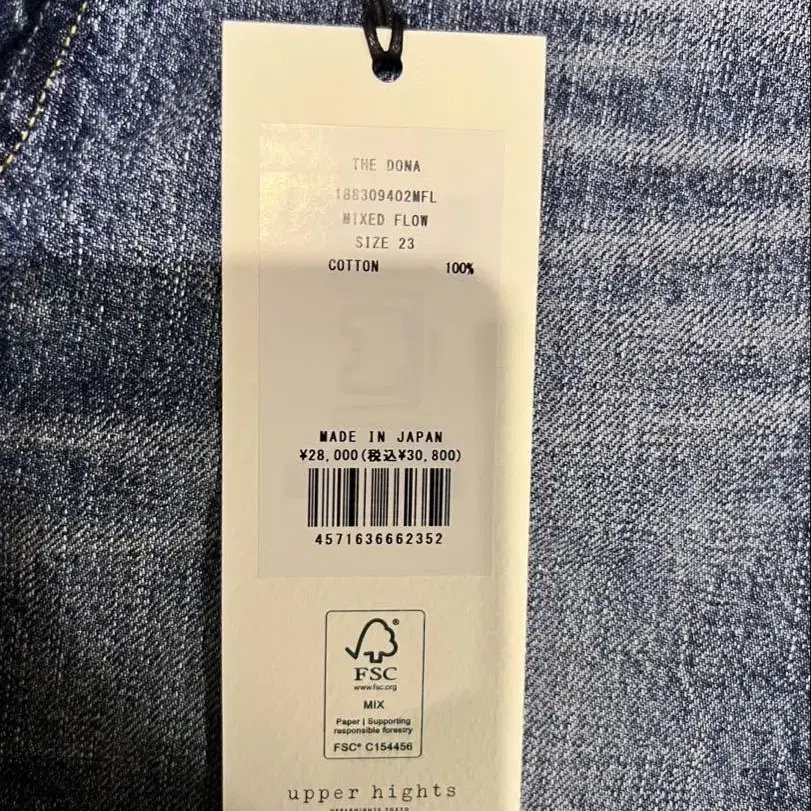 THE DONA
188309402MFL
MIXED FLOW
SIZE 23
COTTON 100%
MADE IN JAPAN
¥28,000(税込¥30,800)
4571636662352
FSC
www.fsc.org
MIX
Paper | Supporting
responsible forestry
FSC® C154456
upper hights